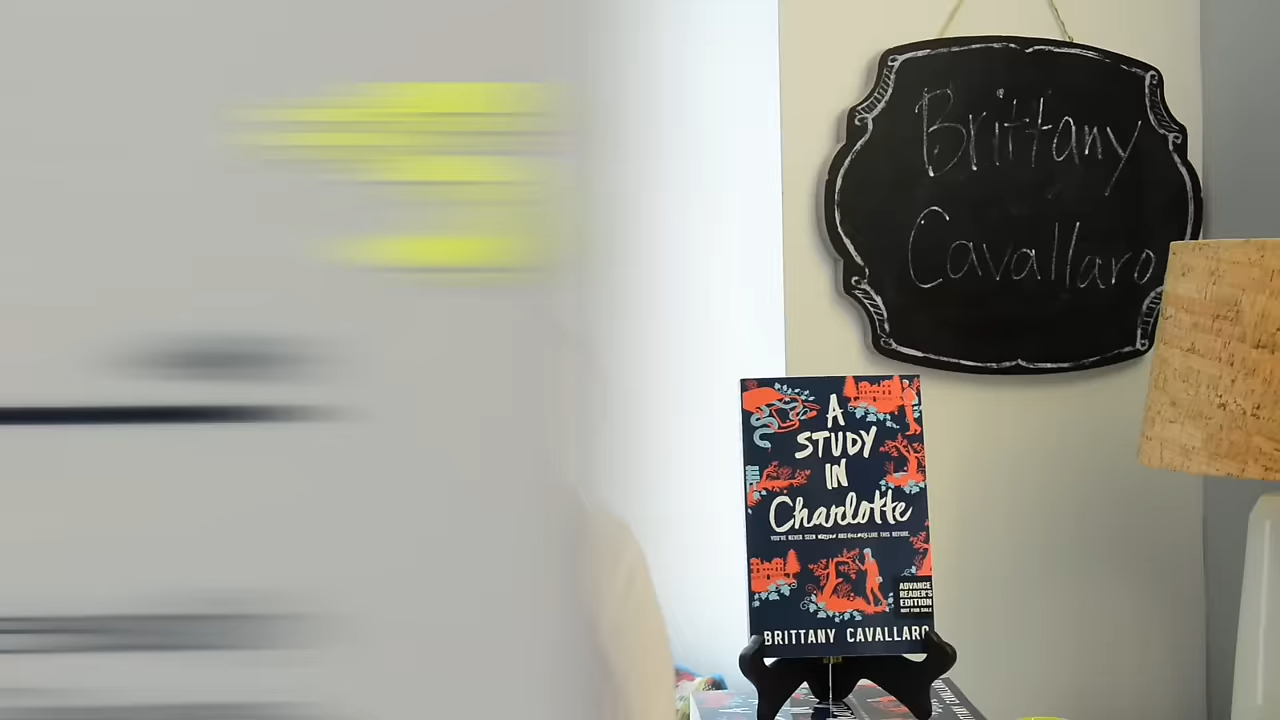 Brittany
Cavallaro
A
STUDY
IN
Charlotte
YOU'VE NEVER SEEN WATSON AND HOLMES LIKE THIS BEFORE.
ADVANCE
READER'S
EDITION
NOT FOR SALE
BRITTANY CAVALLARO